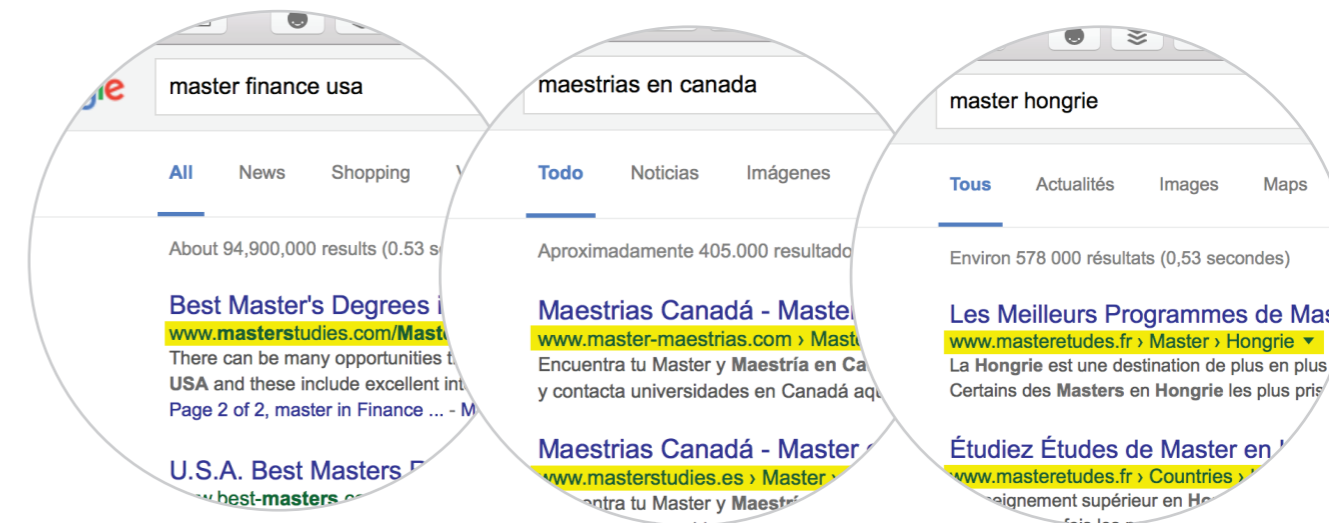 master finance usa
All News Shopping
About 94,900,000 results (0.53
Best Master's Degrees
www.masterstudies.com/
There can be many opportunities
USA and these include excellent
Page 2 of 2, master in Finance ... -
U.S.A. Best Masters
best-masters
maestrias en canada
Todo Noticias Imágenes
Aproximadamente 405.000
Maestrias Canadá -
www.master-maestrias.com ›
Encuentra tu Master y Maestría en
y contacta universidades en Canadá
Maestrias Canadá - Master
www.masterstudies.es › Master ›
tu Master y
master hongrie
Tous Actualités Images Maps
Environ 578 000 résultats (0,53 secondes)
Les Meilleurs Programmes de
www.masteretudes.fr › Master › Hongrie
La Hongrie est une destination de plus en plus
Certains des Masters en Hongrie les plus
Étudiez Études de Master en
www.masteretudes.fr › Countries ›
supérieur en